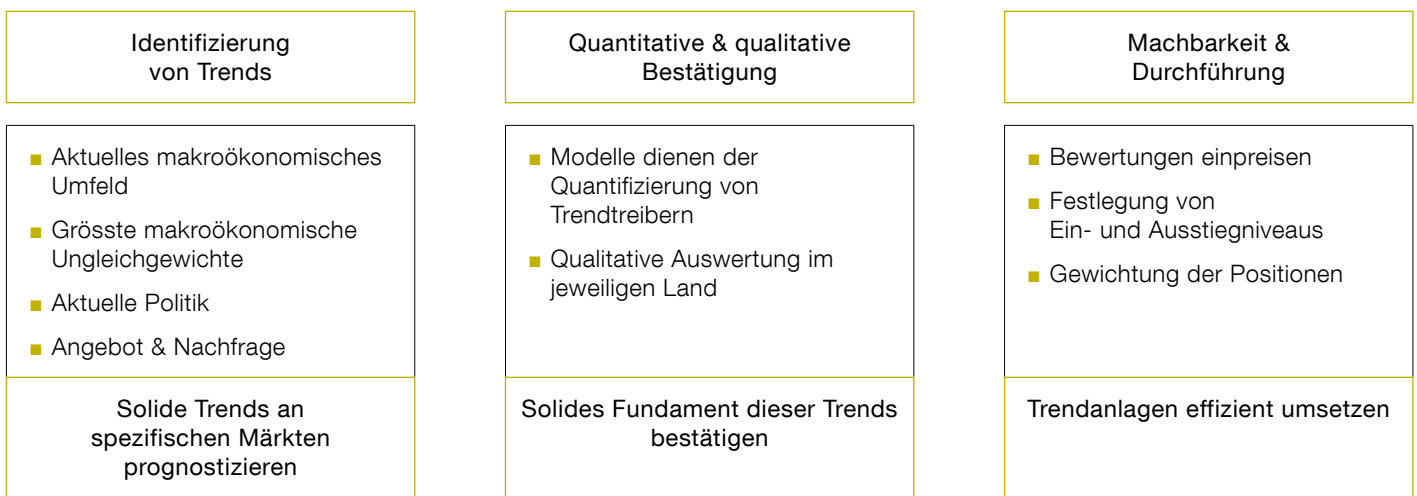 Identifizierung
von Trends
■ Aktuelles makroökonomisches
Umfeld
■ Grösste makroökonomische
Ungleichgewichte
■ Aktuelle Politik
■ Angebot & Nachfrage
Solide Trends an
spezifischen Märkten
prognostizieren
Quantitative & qualitative
Bestätigung
■ Modelle dienen der
Quantifizierung von
Trendtreibern
■ Qualitative Auswertung im
jeweiligen Land
Solides Fundament dieser Trends
bestätigen
Machbarkeit &
Durchführung
■ Bewertungen einpreisen
■ Festlegung von
Ein- und Ausstiegniveaus
■ Gewichtung der Positionen
Trendanlagen effizient umsetzen